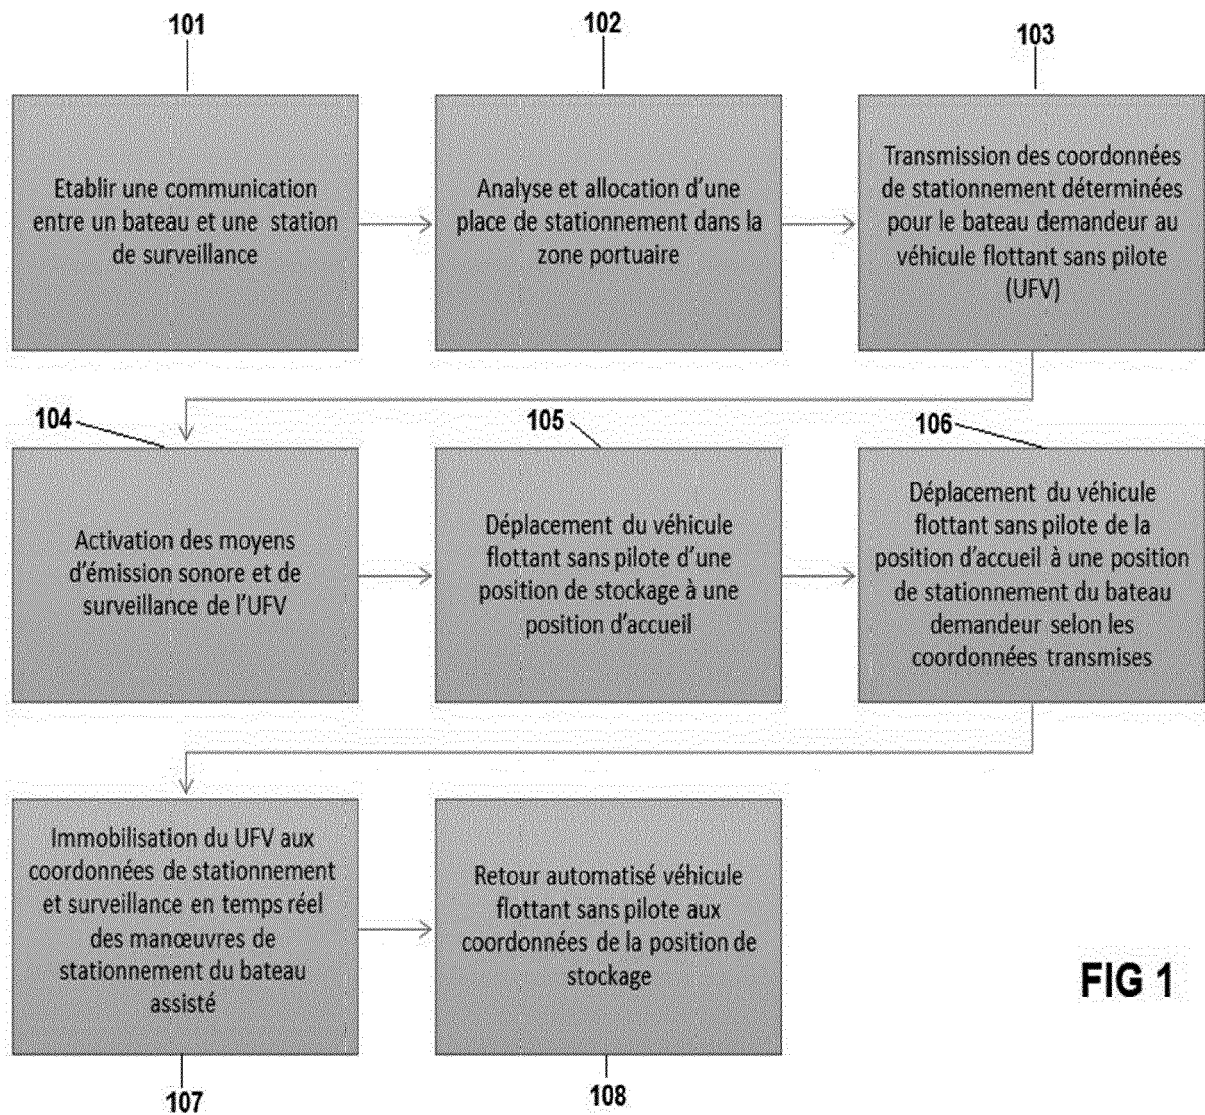 101
102
103
Etablir une communication
entre un bateau et une station
de surveillance
Analyse et allocation d'une
place de stationnement dans la
zone portuaire
Transmission des coordonnées
de stationnement déterminées
pour le bateau demandeur au
véhicule flottant sans pilote
(UFV)
104
105
106
Activation des moyens
d'émission sonore et de
surveillance de l'UFV
Déplacement du véhicule
flottant sans pilote d'une
position de stockage à une
position d'accueil
Déplacement du véhicule
flottant sans pilote de la
position d'accueil à une position
de stationnement du bateau
demandeur selon les
coordonnées transmises
Immobilisation du UFV aux
coordonnées de stationnement
et surveillance en temps réel
des manœuvres de
stationnement du bateau
assisté
Retour automatisé véhicule
flottant sans pilote aux
coordonnées de la position de
stockage
FIG 1
107
108